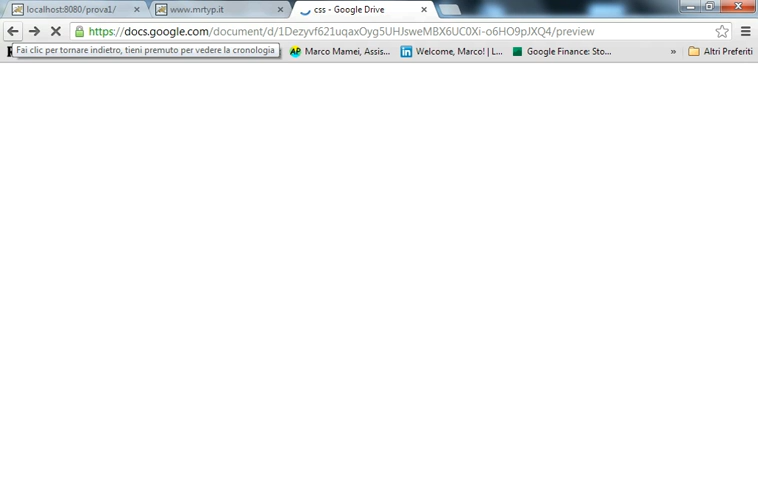 localhost:8080/prova1/
www.mrtyp.it
css - Google Drive
https://docs.google.com/document/d/1Dezyvf621uqaxOyg5UHJsweMBX6UC0Xi-o6HO9pJXQ4/preview
Fai clic per tornare indietro, tieni premuto per vedere la cronologia
Marco Mamei, Assis...
Welcome, Marco! | L...
Google Finance: Sto...
»
Altri Preferiti